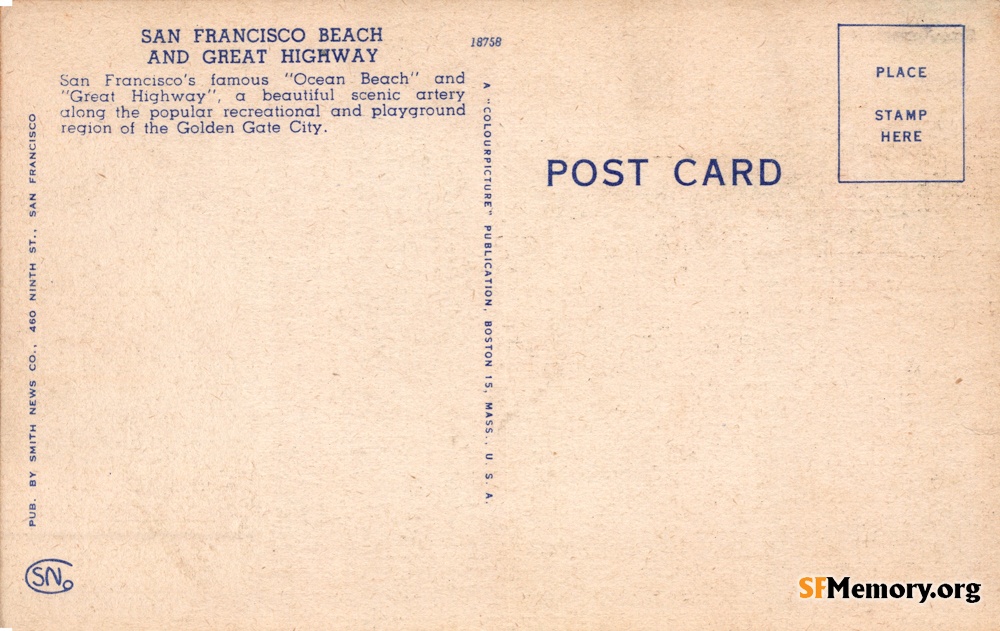 SAN FRANCISCO BEACH
AND GREAT HIGHWAY
San Francisco's famous "Ocean Beach" and
"Great Highway", a beautiful scenic artery
along the popular recreational and playground
region of the Golden Gate City.
18758
PUB. BY SMITH NEWS CO., 460 NINTH ST., SAN FRANCISCO
A "COLOURPICTURE" PUBLICATION, BOSTON 15, MASS., U. S. A.
POST CARD
PLACE
STAMP
HERE
SN
SFMemory.org